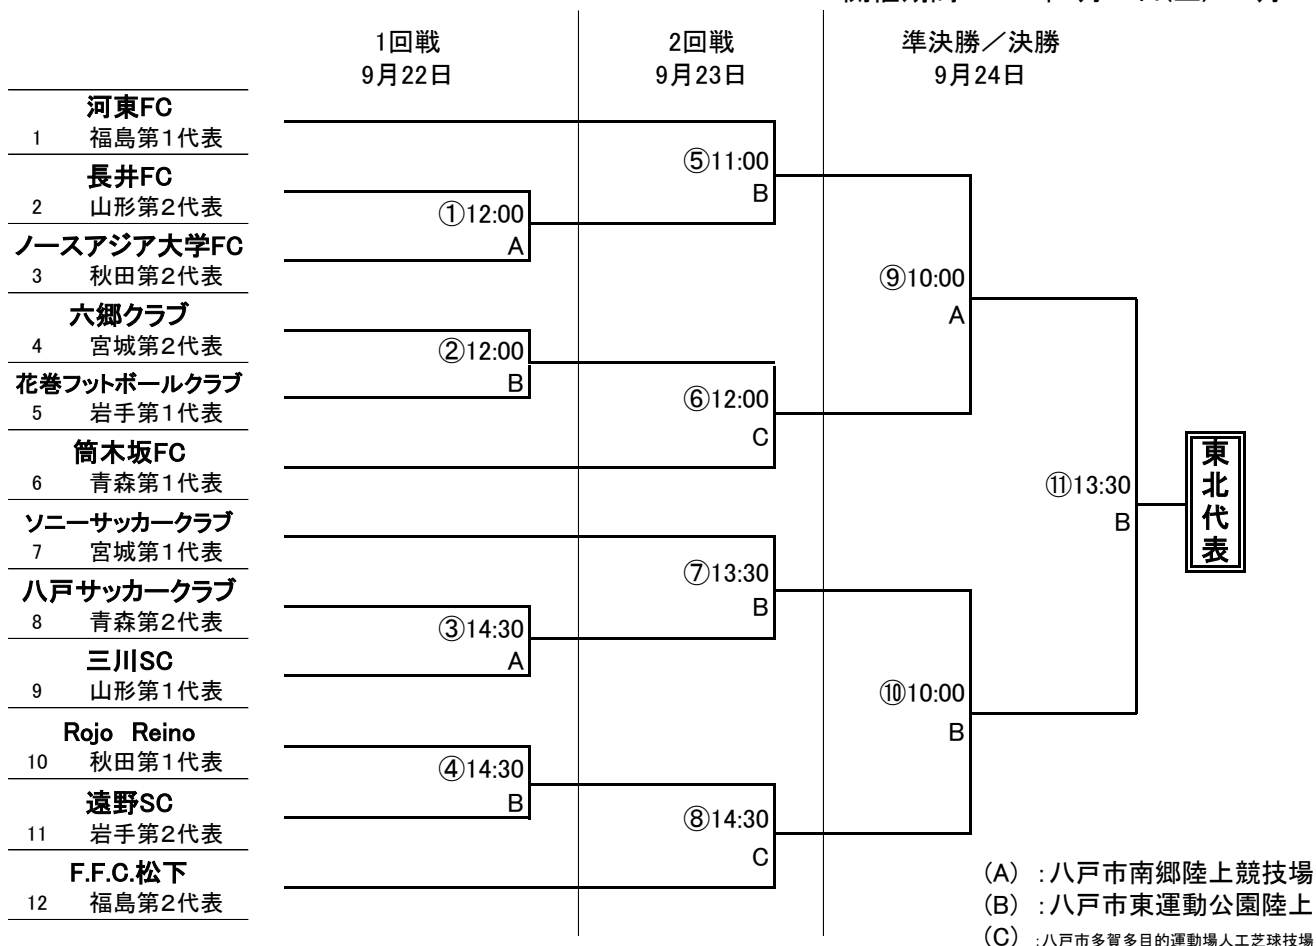 1回戦 2回戦 準決勝／決勝
9月22日 9月23日 9月24日
河東FC
1 福島第1代表
長井FC
2 山形第2代表
ノースアジア大学FC
3 秋田第2代表
六郷クラブ
4 宮城第2代表
花巻フットボールクラブ
5 岩手第1代表
筒木坂FC
6 青森第1代表
ソニーサッカークラブ
7 宮城第1代表
八戸サッカークラブ
8 青森第2代表
三川SC
9 山形第1代表
Rojo Reino
10 秋田第1代表
遠野SC
11 岩手第2代表
F.F.C.松下
12 福島第2代表
①12:00
A
②12:00
B
③14:30
A
④14:30
B
⑤11:00
B
⑥12:00
C
⑦13:30
B
⑧14:30
C
⑨10:00
A
⑩10:00
B
⑪13:30
B
東北代表
(A) :八戸市南郷陸上競技場
(B) :八戸市東運動公園陸上
(C) :八戸市多賀多目的運動場人工芝球技場